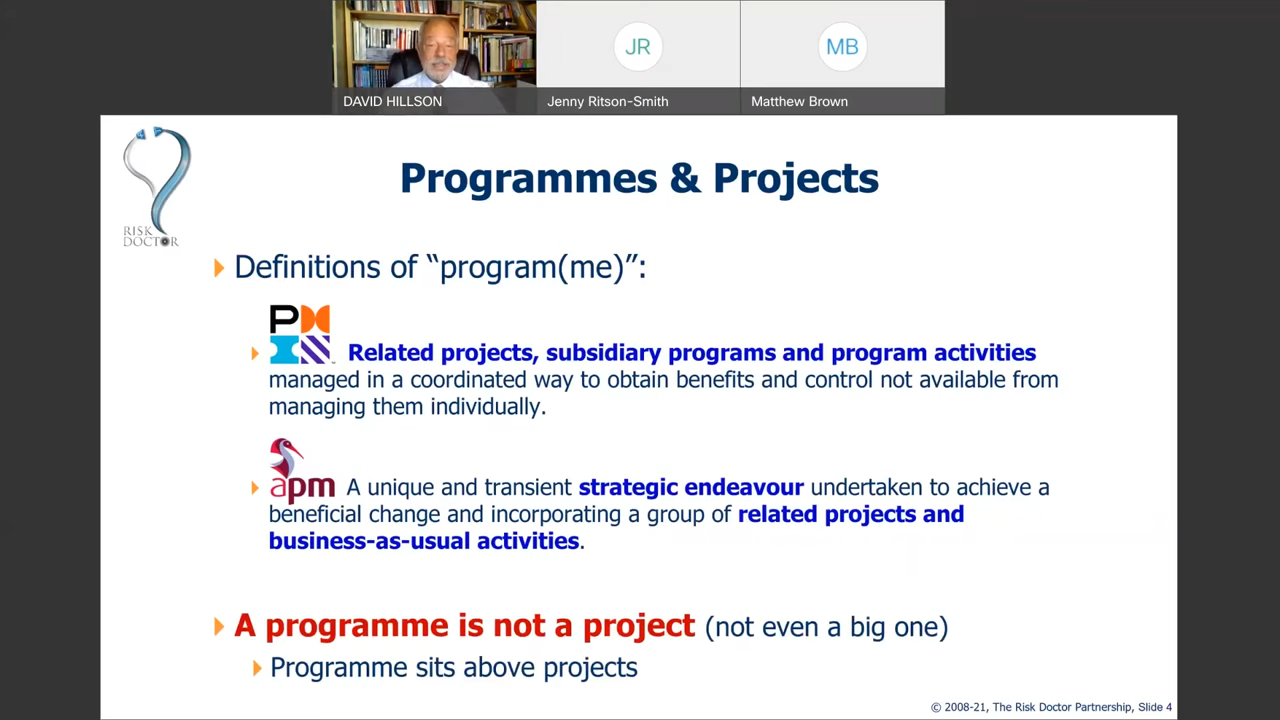 JR
MB
DAVID HILLSON
Jenny Ritson-Smith
Matthew Brown
RISK
DOCTOR
Programmes & Projects
Definitions of “program(me)”:
Related projects, subsidiary programs and program activities
managed in a coordinated way to obtain benefits and control not available from
managing them individually.
apm A unique and transient strategic endeavour undertaken to achieve a
beneficial change and incorporating a group of related projects and
business-as-usual activities.
A programme is not a project (not even a big one)
Programme sits above projects
© 2008-21, The Risk Doctor Partnership, Slide 4